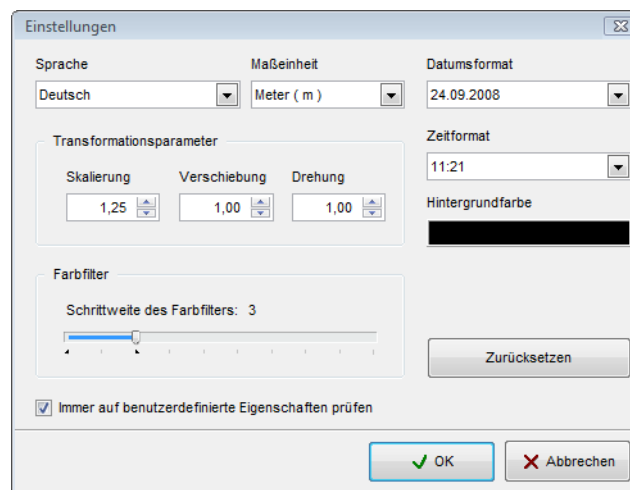 Einstellungen
Sprache
Maßeinheit
Datumsformat
Deutsch
Meter ( m )
24.09.2008
Transformationsparameter
Skalierung
Verschiebung
Drehung
1,25
1,00
1,00
Zeitformat
11:21
Hintergrundfarbe
Farbfilter
Schrittweite des Farbfilters: 3
Zurücksetzen
Immer auf benutzerdefinierte Eigenschaften prüfen
OK
Abbrechen